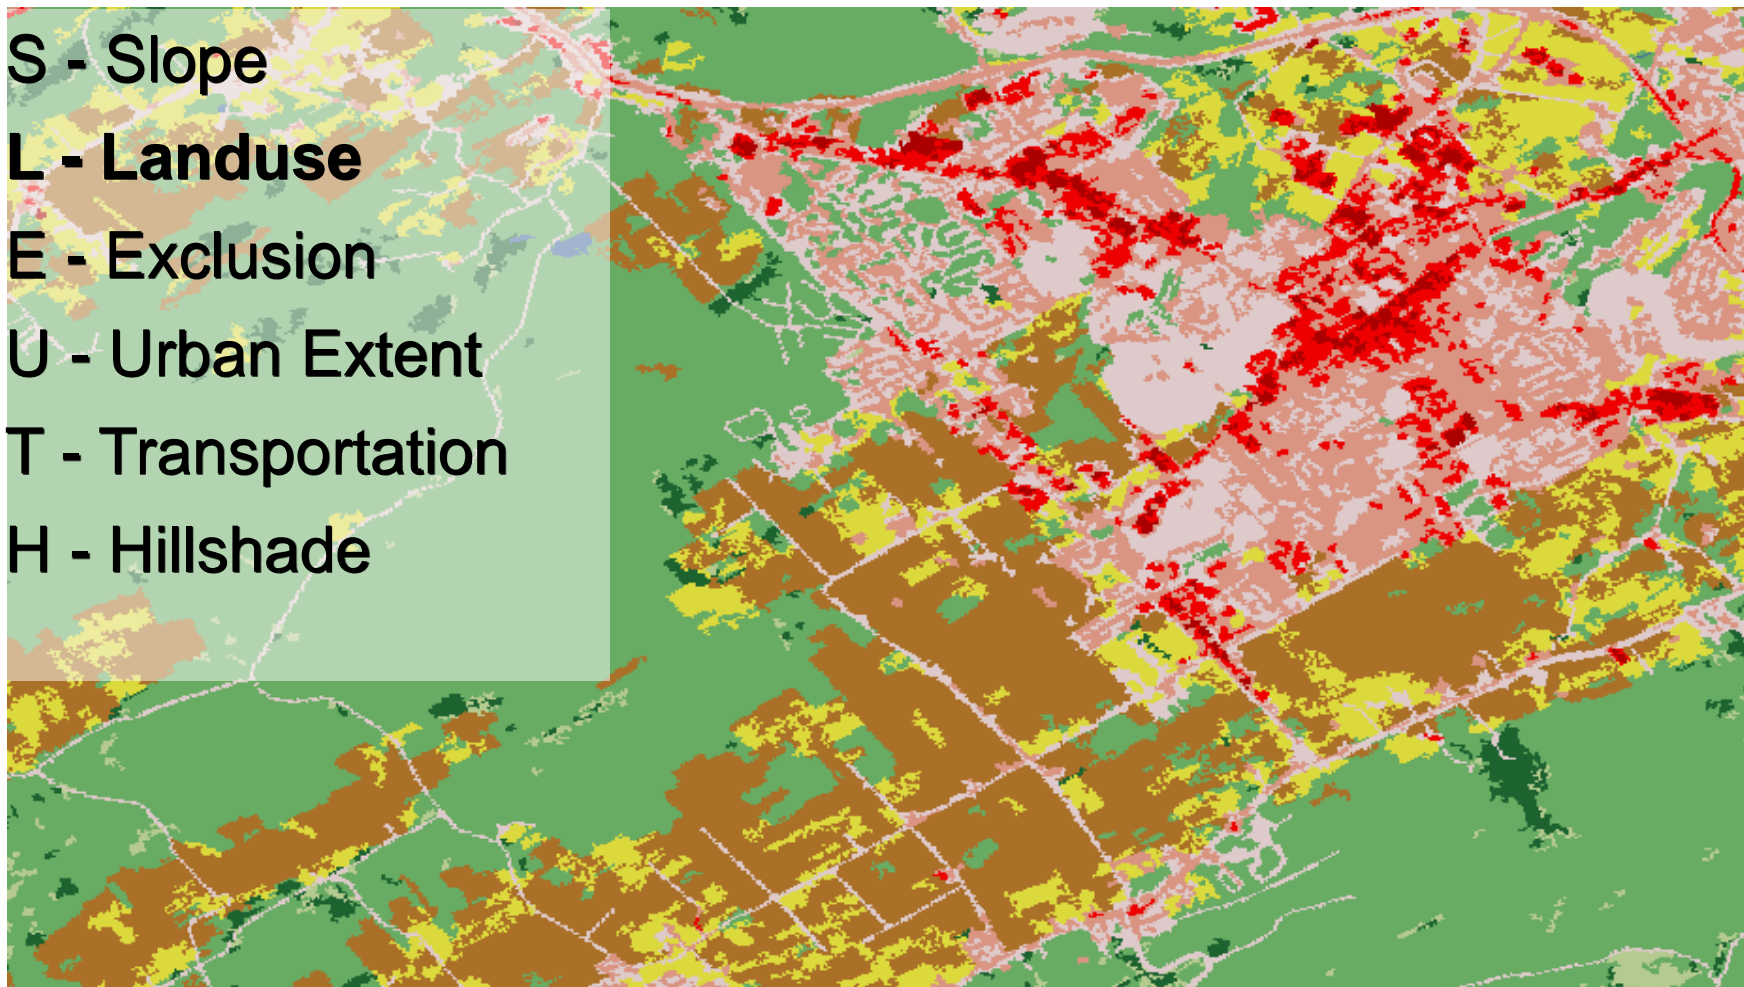 S - Slope
L - Landuse
E - Exclusion
U - Urban Extent
T - Transportation
H - Hillshade